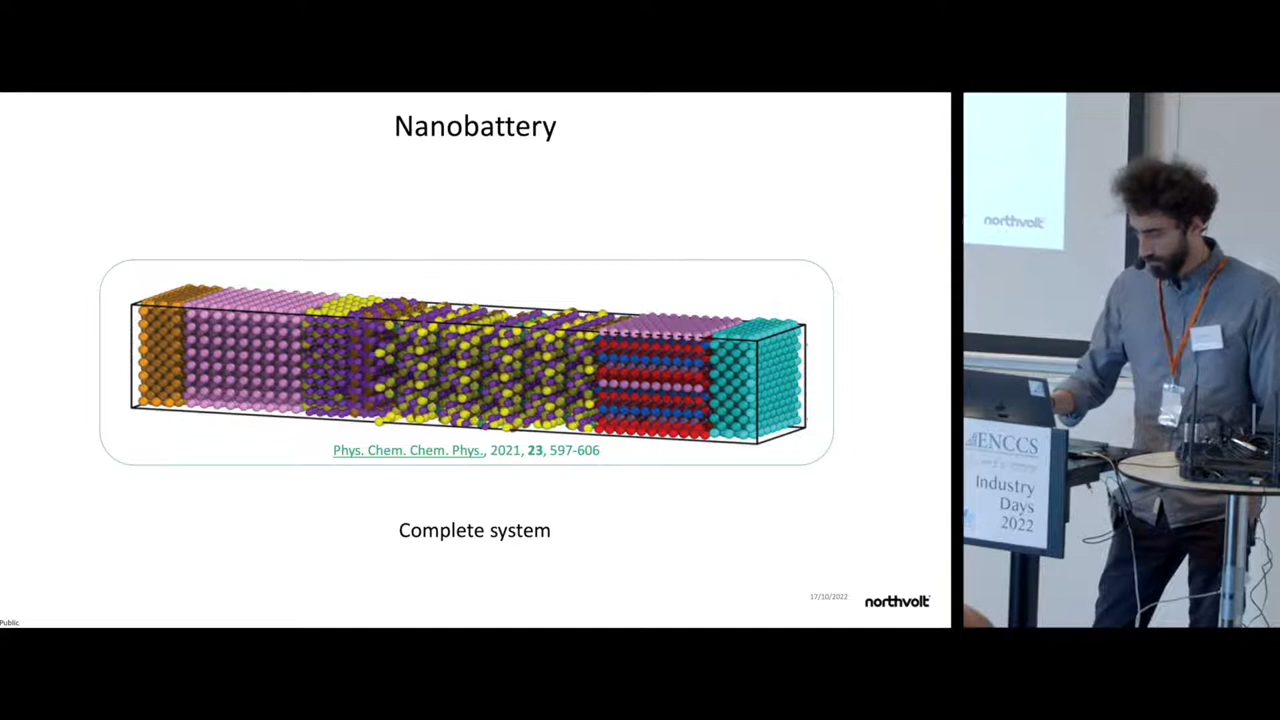 Nanobattery
Phys. Chem. Chem. Phys., 2021, 23, 597-606
Complete system
17/10/2022
northvolt
Public
northvolt
ENCCS
Industry
Days
2022